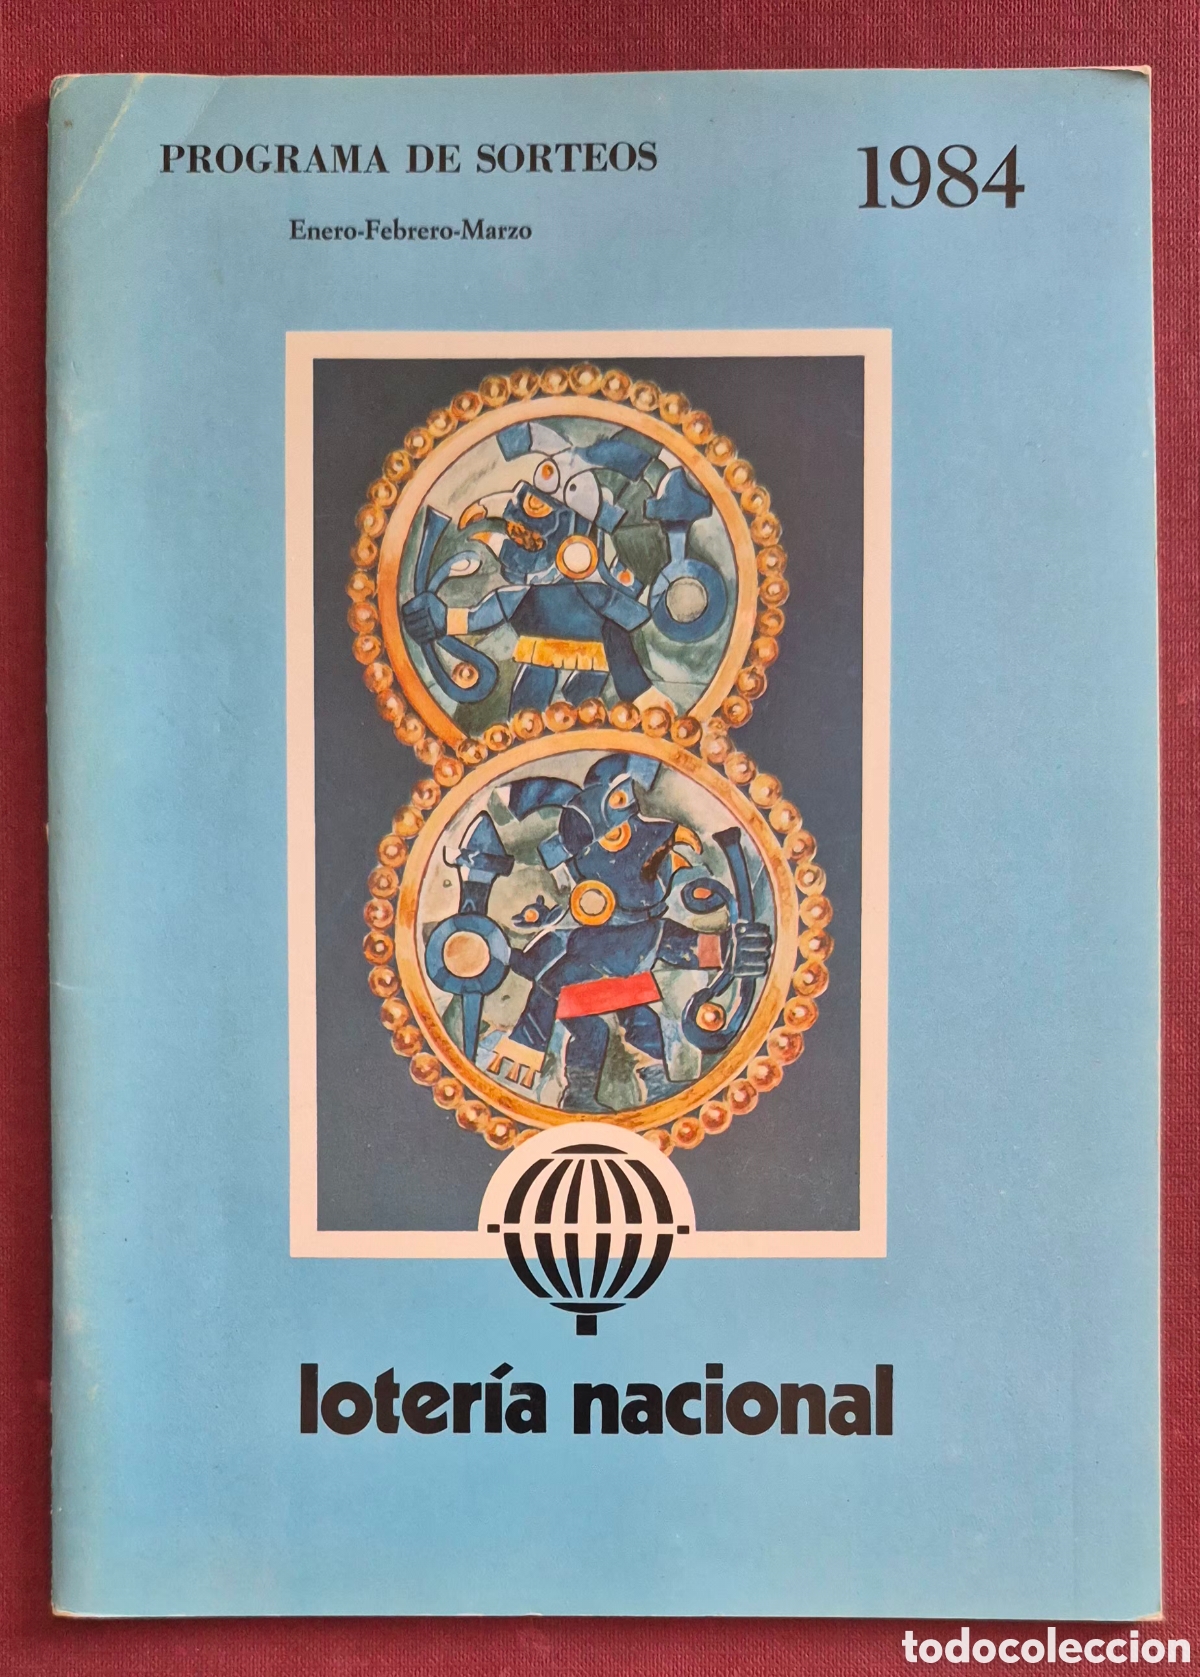 PROGRAMA DE SORTEOS
1984
Enero-Febrero-Marzo
lotería nacional
todocoleccion